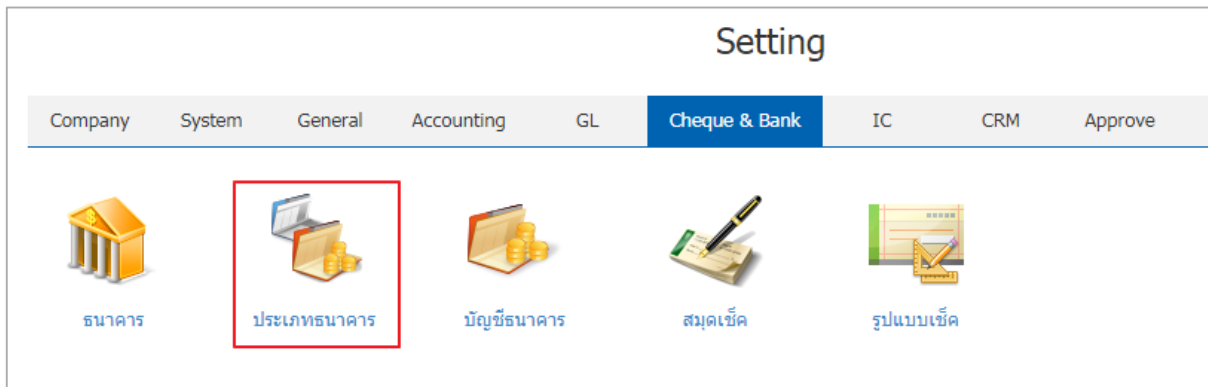 Setting
Company System General Accounting GL Cheque & Bank IC CRM Approve
ธนาคาร ประเภทธนาคาร บัญชีธนาคาร สมุดเช็ค รูปแบบเช็ค